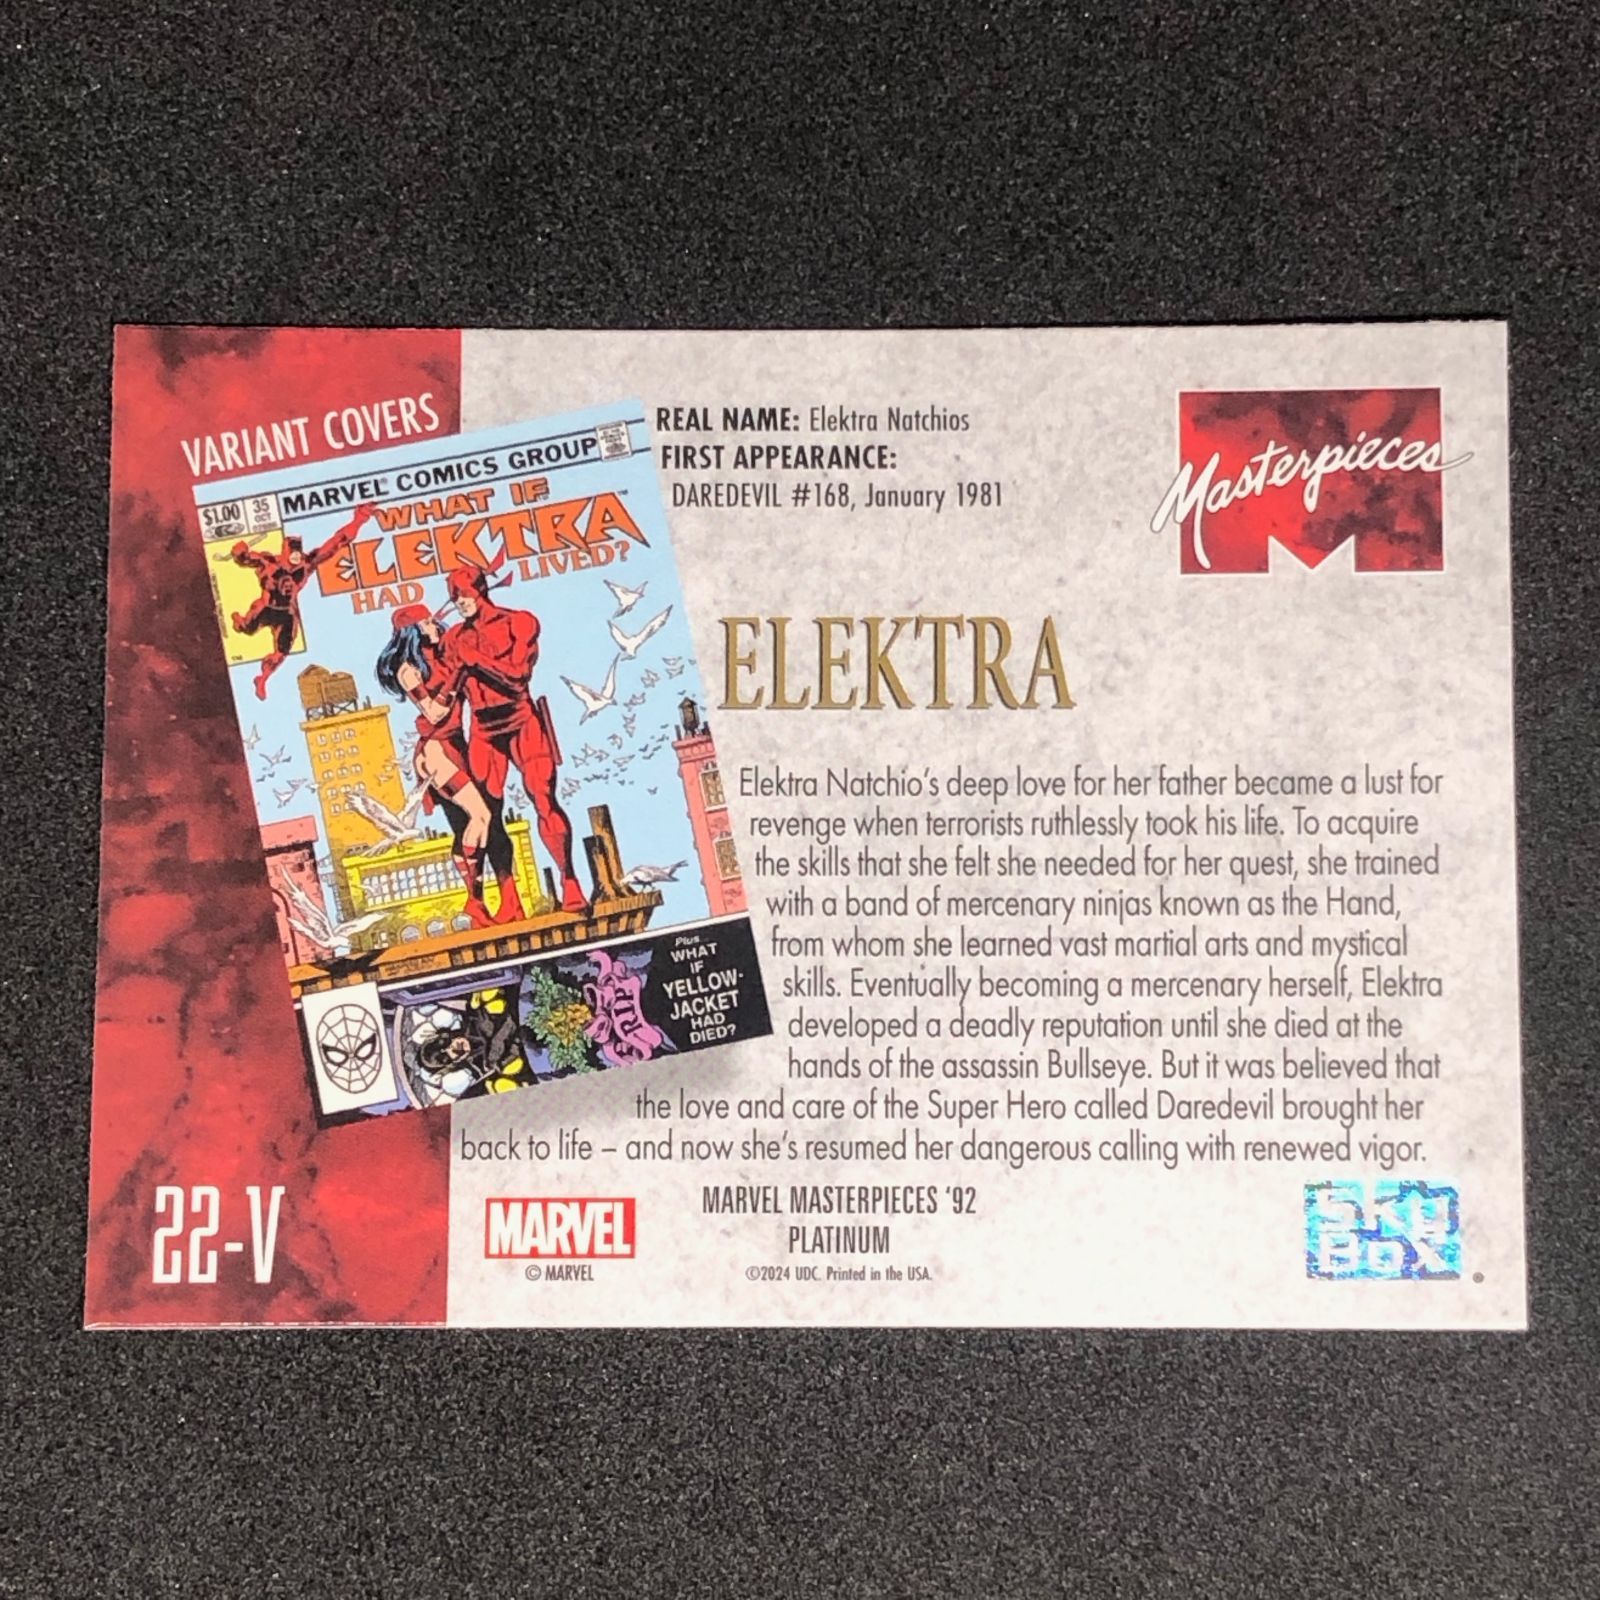 VARIANT COVERS
MARVEL COMICS GROUP
$1.00 35
OCT
WHAT IF
ELEKTRA
HAD LIVED?
Plus
WHAT
IF
YELLOW-
JACKET
HAD
DIED?
RIP
REAL NAME: Elektra Natchios
FIRST APPEARANCE:
DAREDEVIL #168, January 1981
Masterpieces
ELEKTRA
Elektra Natchio's deep love for her father became a lust for
revenge when terrorists ruthlessly took his life. To acquire
the skills that she felt she needed for her quest, she trained
with a band of mercenary ninjas known as the Hand,
from whom she learned vast martial arts and mystical
skills. Eventually becoming a mercenary herself, Elektra
developed a deadly reputation until she died at the
hands of the assassin Bullseye. But it was believed that
the love and care of the Super Hero called Daredevil brought her
back to life – and now she's resumed her dangerous calling with renewed vigor.
22-V
MARVEL
© MARVEL
MARVEL MASTERPIECES '92
PLATINUM
©2024 UDC. Printed in the USA.
SKY
BOX
®